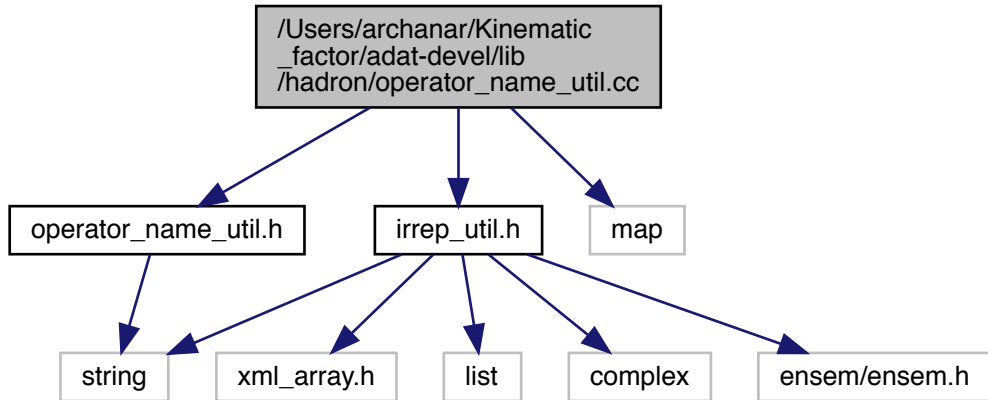 /Users/archanar/Kinematic
_factor/adat-devel/lib
/hadron/operator_name_util.cc
operator_name_util.h
irrep_util.h
map
string
xml_array.h
list
complex
ensem/ensem.h